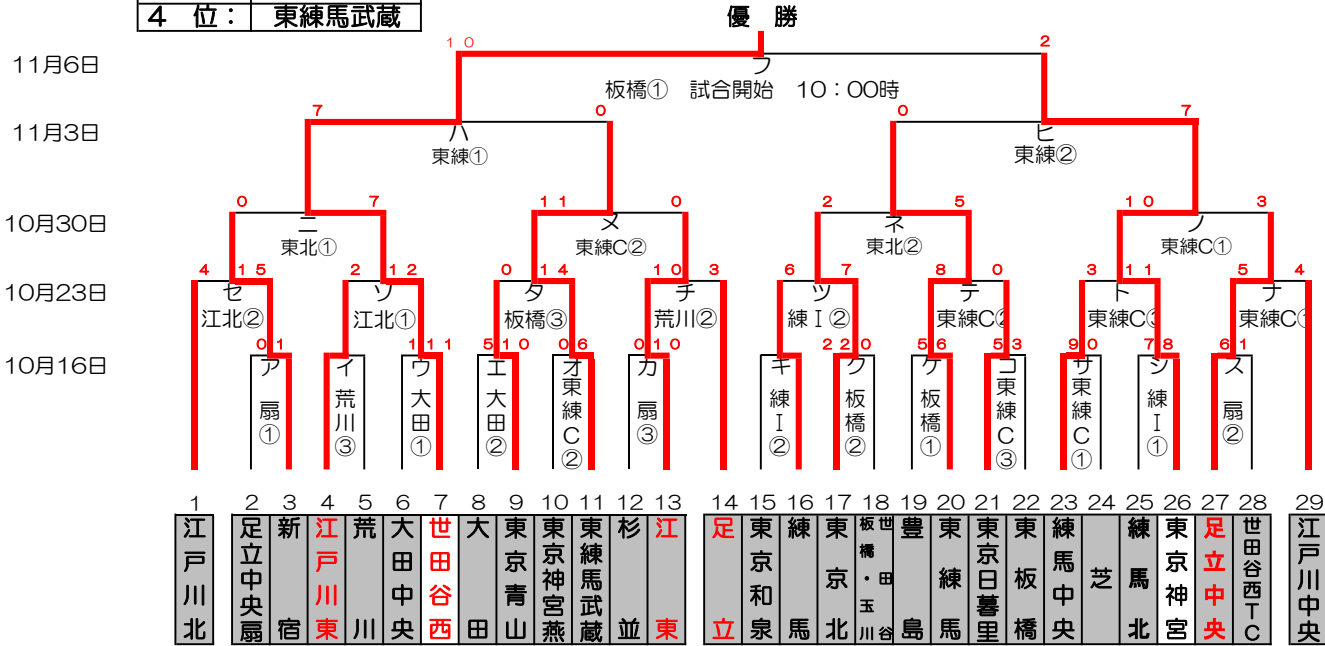 4 位： 東練馬武蔵
優 勝
10 2
11月6日
フ
板橋① 試合開始 10：00時
7 0 0 7
11月3日
ハ ヒ
東練① 東練②
0 7 11 0 2 5 10 3
10月30日
ニ ヌ ネ ノ
東北① 東練C② 東北② 東練C①
4 15 2 12 0 14 10 3 6 7 8 0 3 11 5 4
10月23日
セ ソ タ チ ツ テ ト ナ
江北② 江北① 板橋③ 荒川② 練Ⅰ② 東練C② 東練C③ 東練C①
0 1 1 11 5 10 0 6 0 10 2 20 5 6 5 3 9 0 7 8 6 1
10月16日
ア イ ウ エ オ カ キ ク ケ コ サ シ ス
扇① 荒川③ 大田① 大田② 東練C② 扇③ 練Ⅰ② 板橋② 板橋① 東練C③ 東練C① 練Ⅰ① 扇②
1 2 3 4 5 6 7 8 9 10 11 12 13 14 15 16 17 18 19 20 21 22 23 24 25 26 27 28 29
江戸川北
足立中央扇
新宿
江戸川東
荒川
大田中央
世田谷西
大田
東京青山
東京神宮燕
東練馬武蔵
杉並
江東
足立
東京和泉
練馬
東京北
世田谷
板橋・玉川
豊島
東練馬
東京日暮里
東板橋
練馬中央
芝
練馬北
東京神宮
足立中央
世田谷西TC
江戸川中央